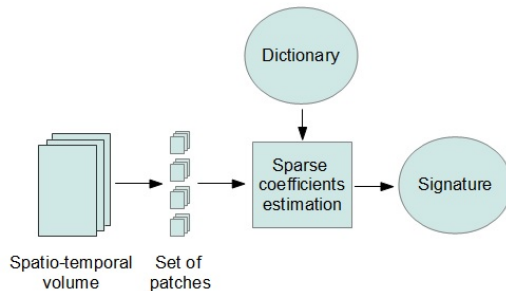 Dictionary
Sparse
coefficients
estimation
Signature
Spatio-temporal
volume
Set of
patches